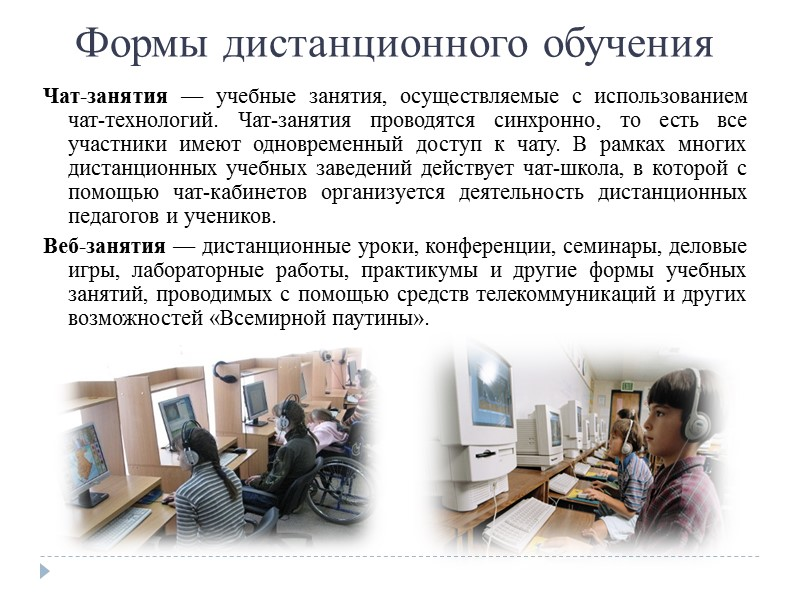 Формы дистанционного обучения
Чат-занятия — учебные занятия, осуществляемые с использованием
чат-технологий. Чат-занятия проводятся синхронно, то есть все
участники имеют одновременный доступ к чату. В рамках многих
дистанционных учебных заведений действует чат-школа, в которой с
помощью чат-кабинетов организуется деятельность дистанционных
педагогов и учеников.
Веб-занятия — дистанционные уроки, конференции, семинары, деловые
игры, лабораторные работы, практикумы и другие формы учебных
занятий, проводимых с помощью средств телекоммуникаций и других
возможностей «Всемирной паутины».